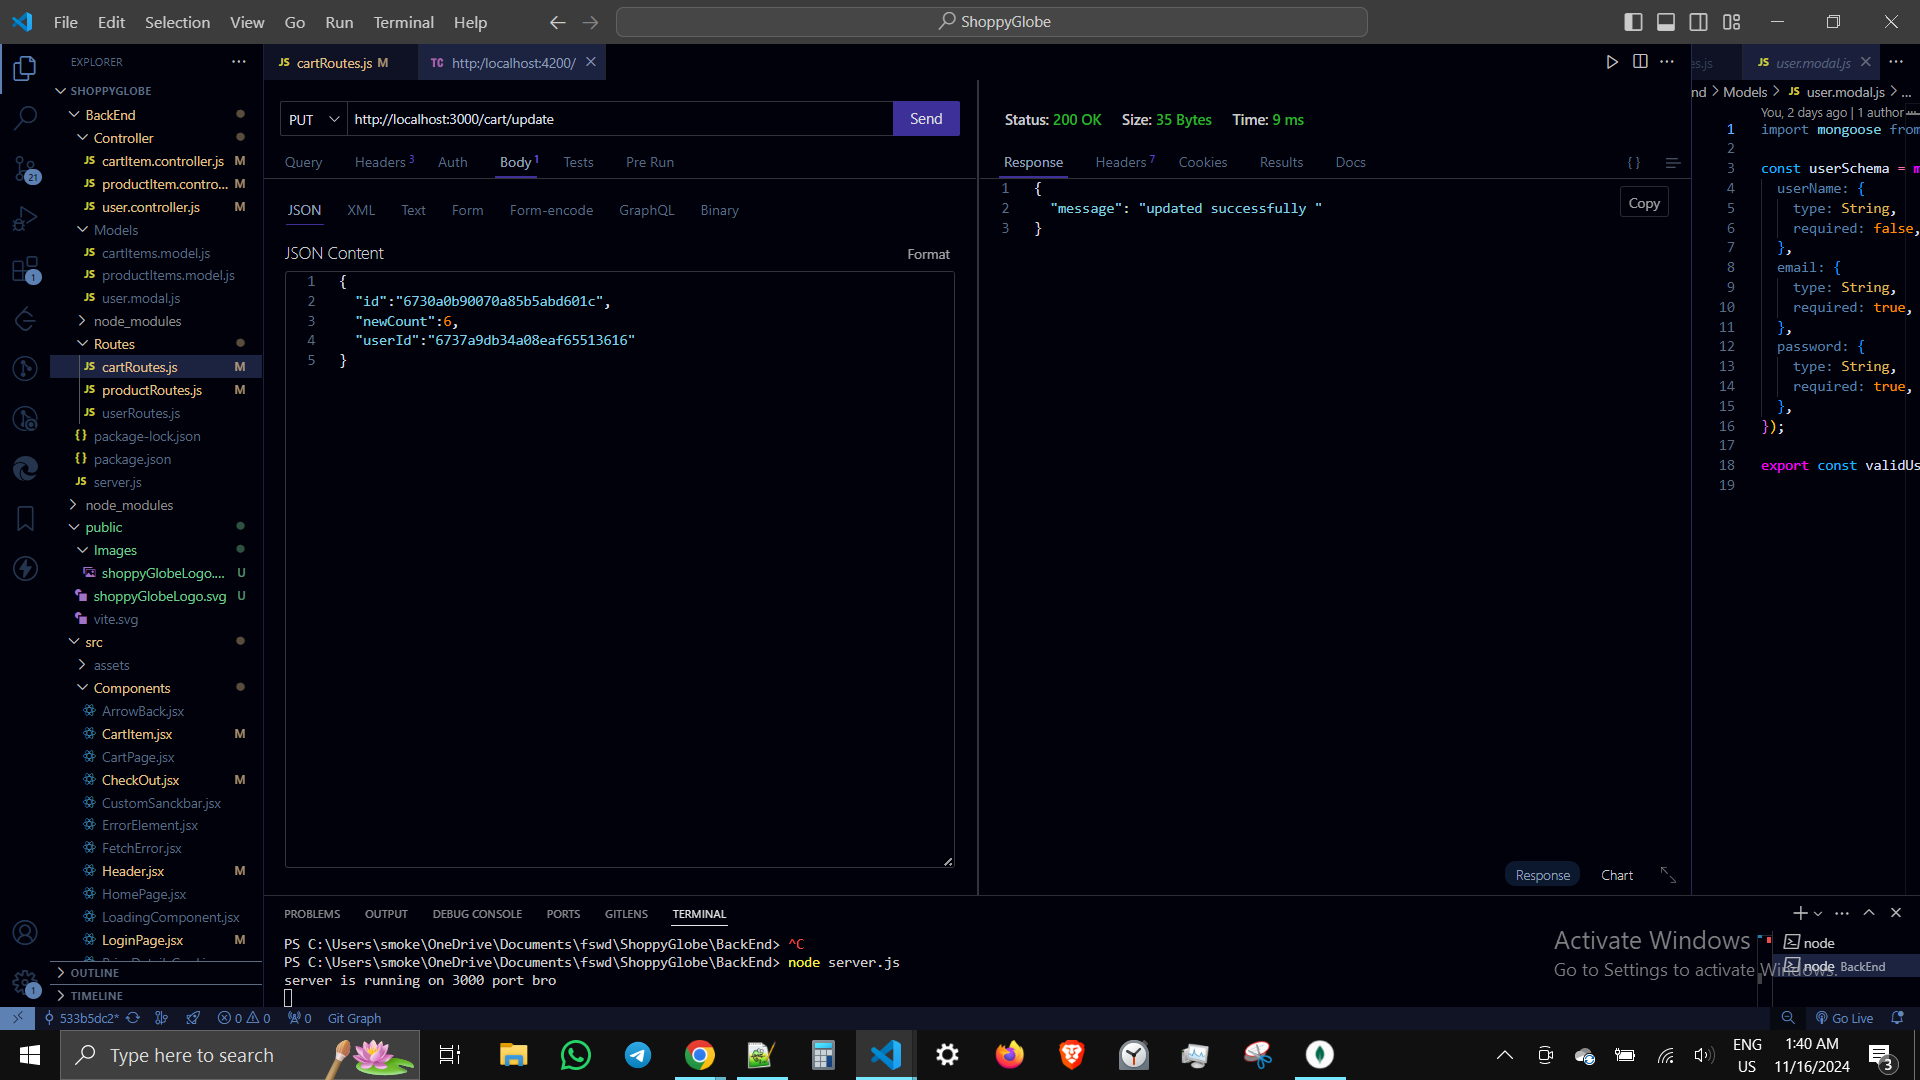 File Edit Selection View Go Run Terminal Help
ShoppyGlobe
EXPLORER
SHOPPYGLOBE
BackEnd
Controller
JS cartItem.controller.js M
JS productItem.contro... M
JS user.controller.js M
Models
JS cartItems.model.js
JS productItems.model.js
JS user.modal.js
node_modules
Routes
JS cartRoutes.js M
JS productRoutes.js M
JS userRoutes.js
{} package-lock.json
{} package.json
JS server.js
node_modules
public
Images
shoppyGlobeLogo.... U
shoppyGlobeLogo.svg U
vite.svg
src
assets
Components
ArrowBack.jsx
CartItem.jsx M
CartPage.jsx
CheckOut.jsx M
CustomSanckbar.jsx
ErrorElement.jsx
FetchError.jsx
Header.jsx M
HomePage.jsx
LoadingComponent.jsx
LoginPage.jsx M
OUTLINE
TIMELINE
21
1
1
JS cartRoutes.js M
TC http:/localhost:4200/
PUT http://localhost:3000/cart/update Send
Query Headers 3 Auth Body 1 Tests Pre Run
JSON XML Text Form Form-encode GraphQL Binary
JSON Content Format
1 {
2 "id":"6730a0b90070a85b5abd601c",
3 "newCount":6,
4 "userId":"6737a9db34a08eaf65513616"
5 }
Status: 200 OK Size: 35 Bytes Time: 9 ms
Response Headers 7 Cookies Results Docs { }
1 {
2 "message": "updated successfully "
3 }
Copy
Response Chart
es.js JS user.modal.js
nd > Models > JS user.modal.js > ...
You, 2 days ago | 1 author
1 import mongoose from
2
3 const userSchema = m
4 userName: {
5 type: String,
6 required: false,
7 },
8 email: {
9 type: String,
10 required: true,
11 },
12 password: {
13 type: String,
14 required: true,
15 },
16 });
17
18 export const validUs
19
PROBLEMS OUTPUT DEBUG CONSOLE PORTS GITLENS TERMINAL
PS C:\Users\smoke\OneDrive\Documents\fswd\ShoppyGlobe\BackEnd> ^C
PS C:\Users\smoke\OneDrive\Documents\fswd\ShoppyGlobe\BackEnd> node server.js
server is running on 3000 port bro
node
node BackEnd
Activate Windows
Go to Settings to activate Windows.
533b5dc2* 0 0 0 Git Graph Go Live
Type here to search
ENG
US
1:40 AM
11/16/2024
3